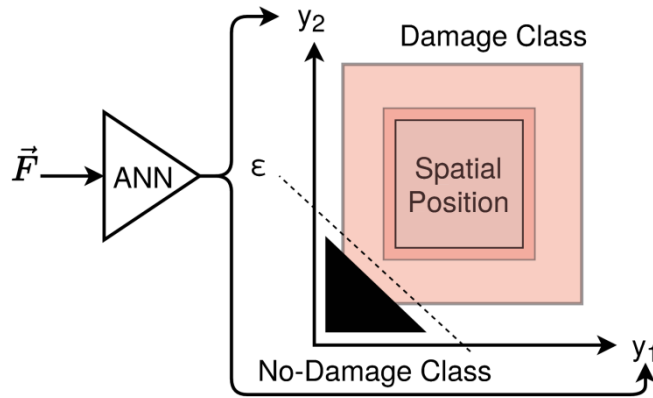 y₂
Damage Class
F⃗
ANN
ε
Spatial
Position
y₁
No-Damage Class